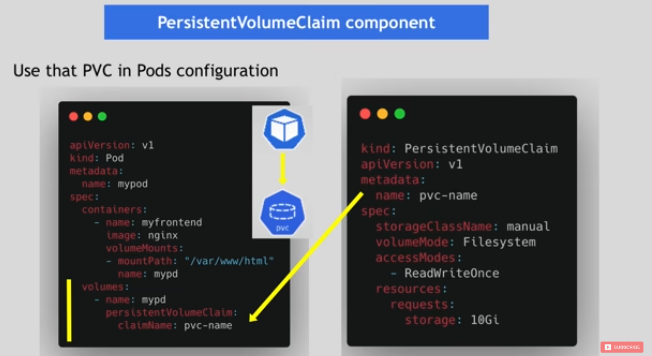 PersistentVolumeClaim component
Use that PVC in Pods configuration
apiVersion: v1
kind: Pod
metadata:
  name: mypod
spec:
  containers:
    - name: myfrontend
      image: nginx
      volumeMounts:
      - mountPath: "/var/www/html"
        name: mypd
  volumes:
    - name: mypd
      persistentVolumeClaim:
        claimName: pvc-name
pvc
kind: PersistentVolumeClaim
apiVersion: v1
metadata:
  name: pvc-name
spec:
  storageClassName: manual
  volumeMode: Filesystem
  accessModes:
    - ReadWriteOnce
  resources:
    requests:
      storage: 10Gi
SUBSCRIBE